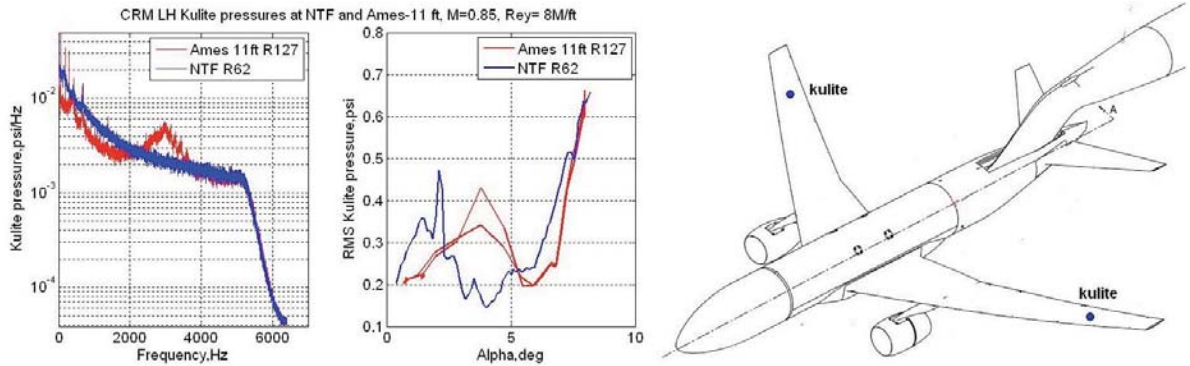 CRM LH Kulite pressures at NTF and Ames-11 ft, M=0.85, Rey= 8M/ft
Ames 11ft R127
NTF R62
Kulite pressure,psi/Hz
10^-2
10^-3
10^-4
0 2000 4000 6000
Frequency,Hz
Ames 11ft R127
NTF R62
RMS Kulite pressure,psi
0.8
0.7
0.6
0.5
0.4
0.3
0.2
0.1
0 5 10
Alpha,deg
kulite
A
kulite